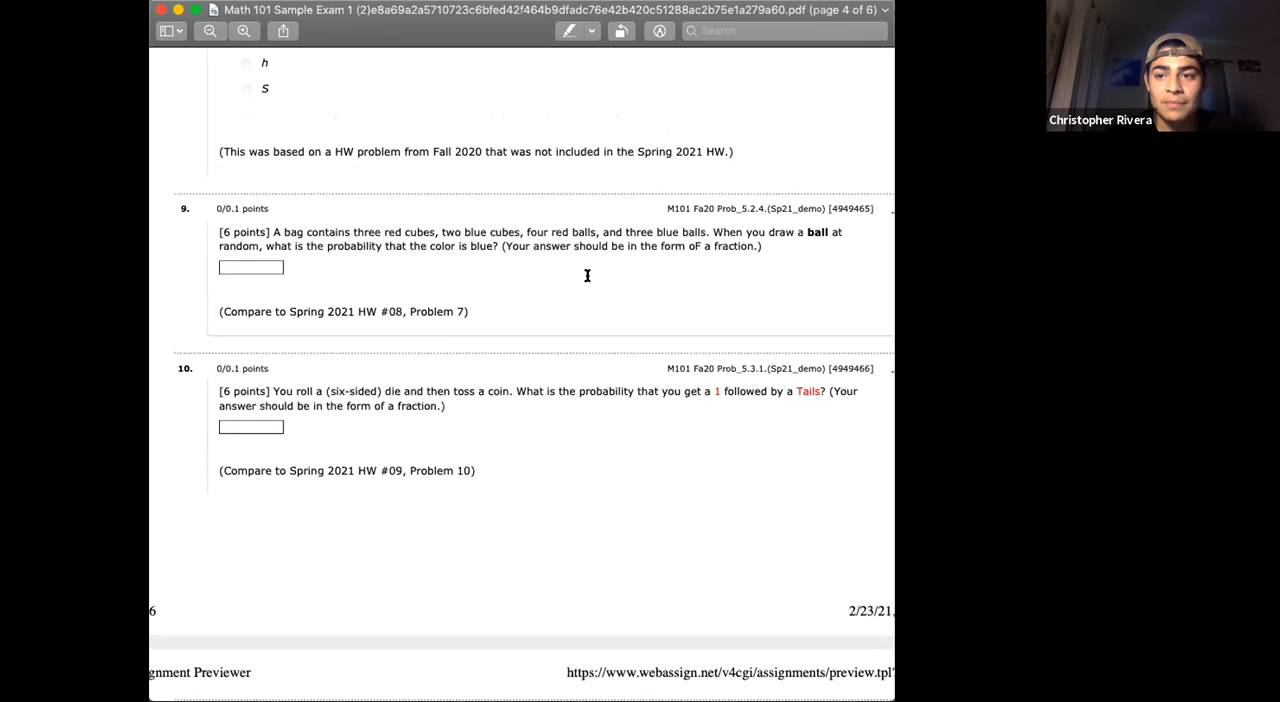 Math 101 Sample Exam 1 (2)e8a69a2a5710723c6bfed42f464b9dfadc76e42b420c51288ac2b75e1a279a60.pdf (page 4 of 6)
Search
h
S
(This was based on a HW problem from Fall 2020 that was not included in the Spring 2021 HW.)
9. 0/0.1 points M101 Fa20 Prob_5.2.4.(Sp21_demo) [4949465]
[6 points] A bag contains three red cubes, two blue cubes, four red balls, and three blue balls. When you draw a ball at
random, what is the probability that the color is blue? (Your answer should be in the form oF a fraction.)
(Compare to Spring 2021 HW #08, Problem 7)
10. 0/0.1 points M101 Fa20 Prob_5.3.1.(Sp21_demo) [4949466]
[6 points] You roll a (six-sided) die and then toss a coin. What is the probability that you get a 1 followed by a Tails? (Your
answer should be in the form of a fraction.)
(Compare to Spring 2021 HW #09, Problem 10)
6 2/23/21,
gnment Previewer https://www.webassign.net/v4cgi/assignments/preview.tpl
Christopher Rivera